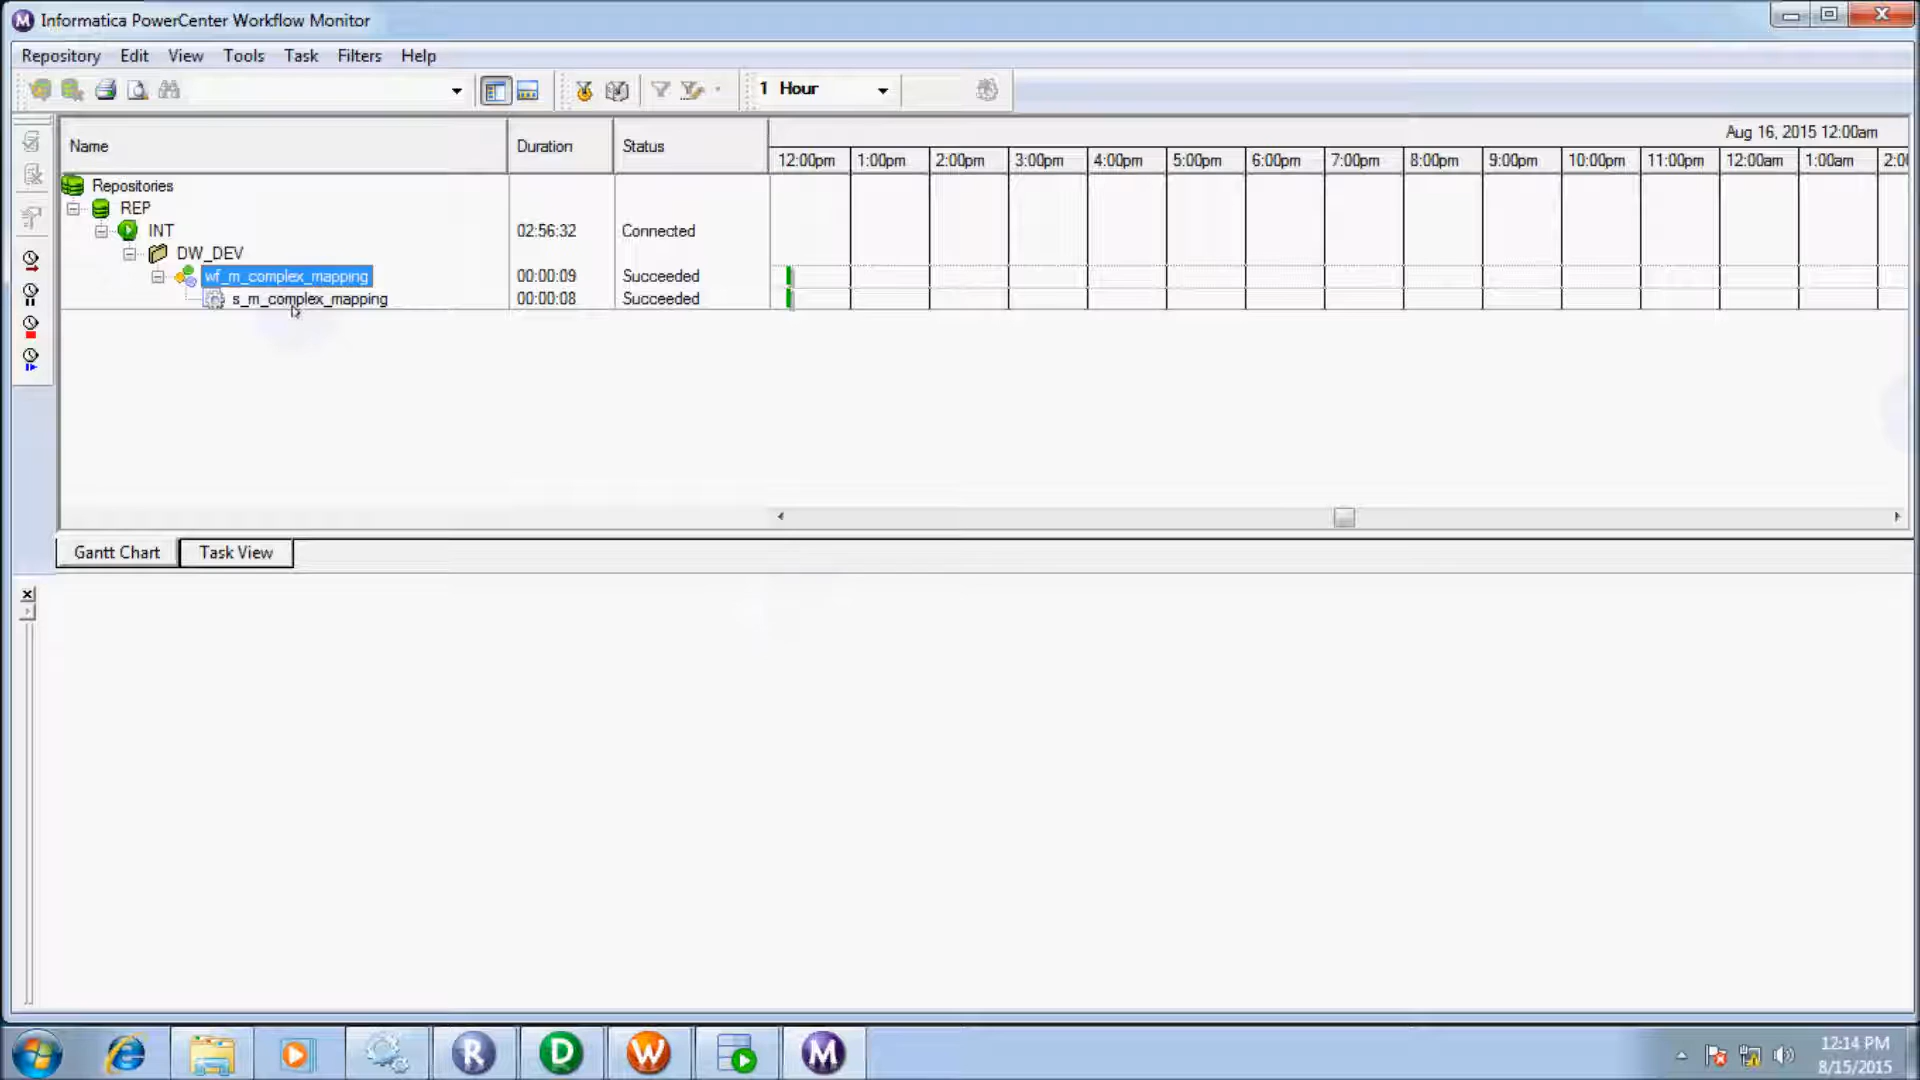 Informatica PowerCenter Workflow Monitor
Repository Edit View Tools Task Filters Help
1 Hour
Name Duration Status
Aug 16, 2015 12:00am
12:00pm 1:00pm 2:00pm 3:00pm 4:00pm 5:00pm 6:00pm 7:00pm 8:00pm 9:00pm 10:00pm 11:00pm 12:00am 1:00am 2:00
Repositories
REP
INT 02:56:32 Connected
DW_DEV
wf_m_complex_mapping 00:00:09 Succeeded
s_m_complex_mapping 00:00:08 Succeeded
Gantt Chart Task View
R D W M
12:14 PM
8/15/2015